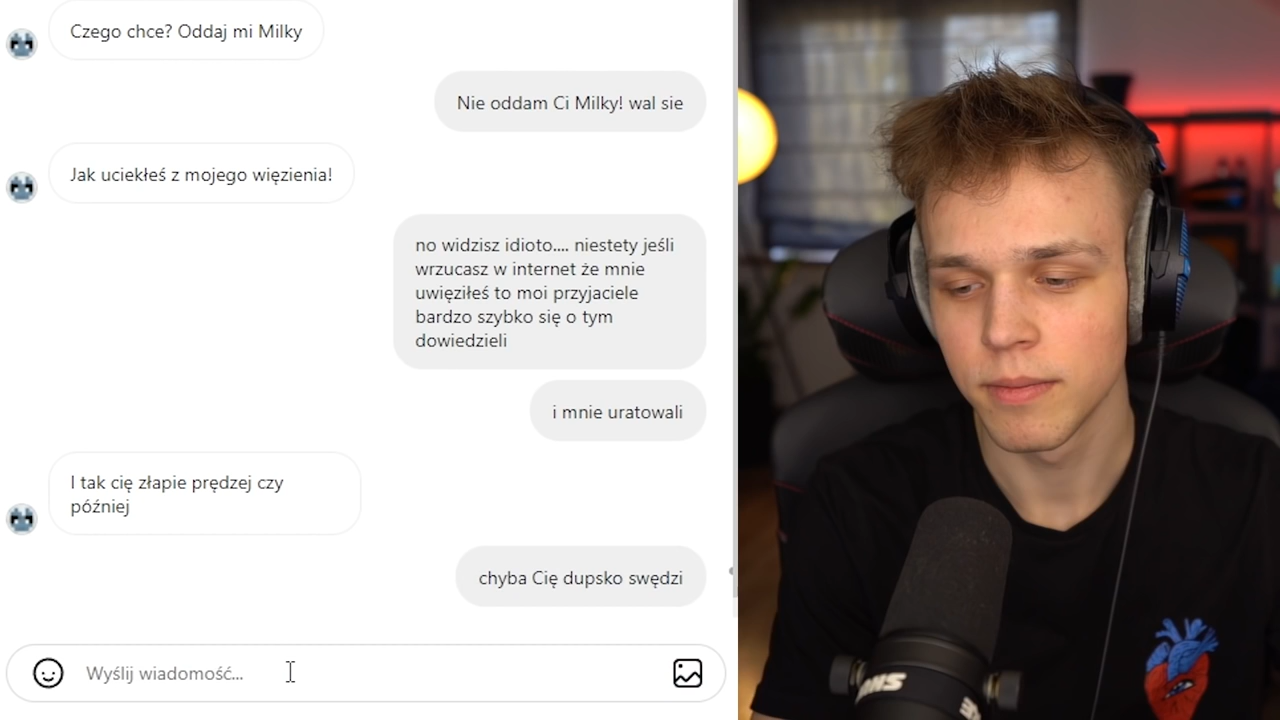 Czego chce? Oddaj mi Milky
Nie oddam Ci Milky! wal sie
Jak uciekłeś z mojego więzienia!
no widzisz idioto.... niestety jeśli
wrzucasz w internet że mnie
uwięziłeś to moi przyjaciele
bardzo szybko się o tym
dowiedzieli
i mnie uratowali
I tak cię złapie prędzej czy
później
chyba Cię dupsko swędzi
Wyślij wiadomość...